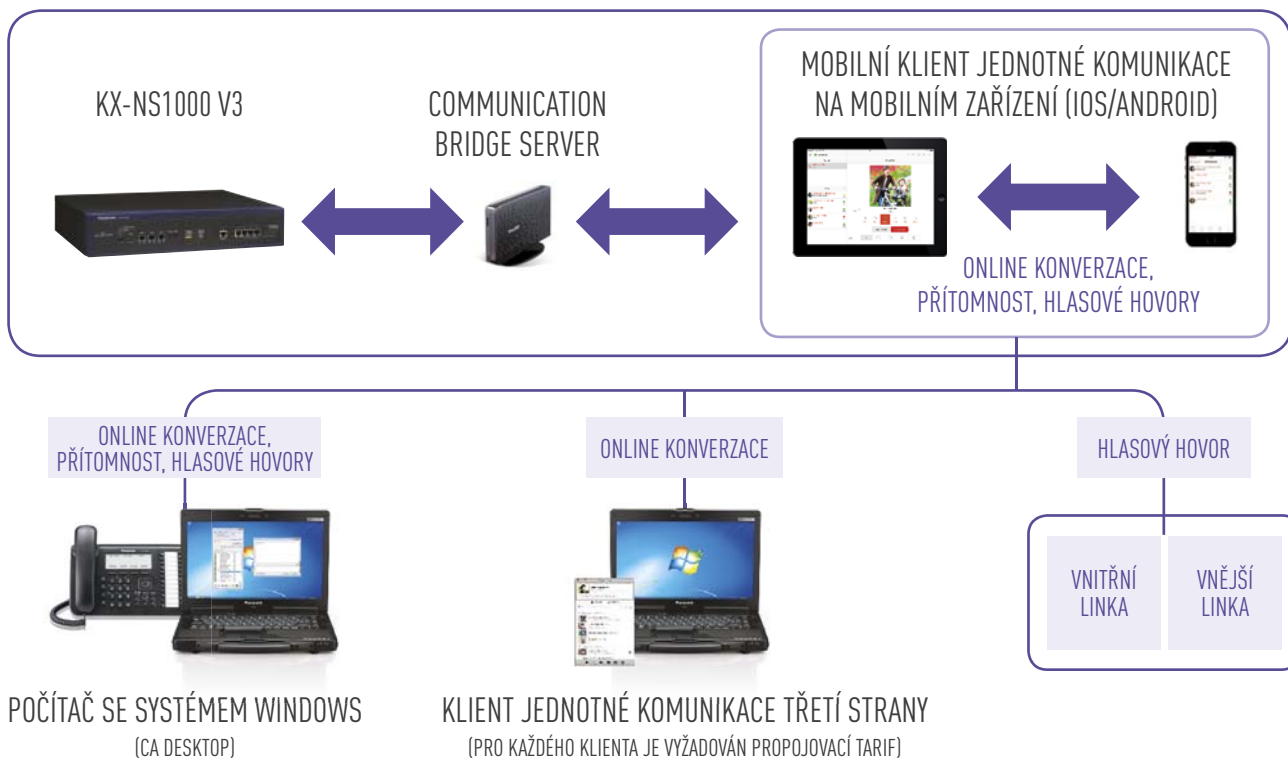 KX-NS1000 V3
COMMUNICATION
BRIDGE SERVER
MOBILNÍ KLIENT JEDNOTNÉ KOMUNIKACE
NA MOBILNÍM ZAŘÍZENÍ (IOS/ANDROID)
ONLINE KONVERZACE,
PŘÍTOMNOST, HLASOVÉ HOVORY
ONLINE KONVERZACE,
PŘÍTOMNOST, HLASOVÉ HOVORY
ONLINE KONVERZACE
HLASOVÝ HOVOR
VNITŘNÍ
LINKA
VNĚJŠÍ
LINKA
POČÍTAČ SE SYSTÉMEM WINDOWS
(CA DESKTOP)
KLIENT JEDNOTNÉ KOMUNIKACE TŘETÍ STRANY
(PRO KAŽDÉHO KLIENTA JE VYŽADOVÁN PROPOJOVACÍ TARIF)